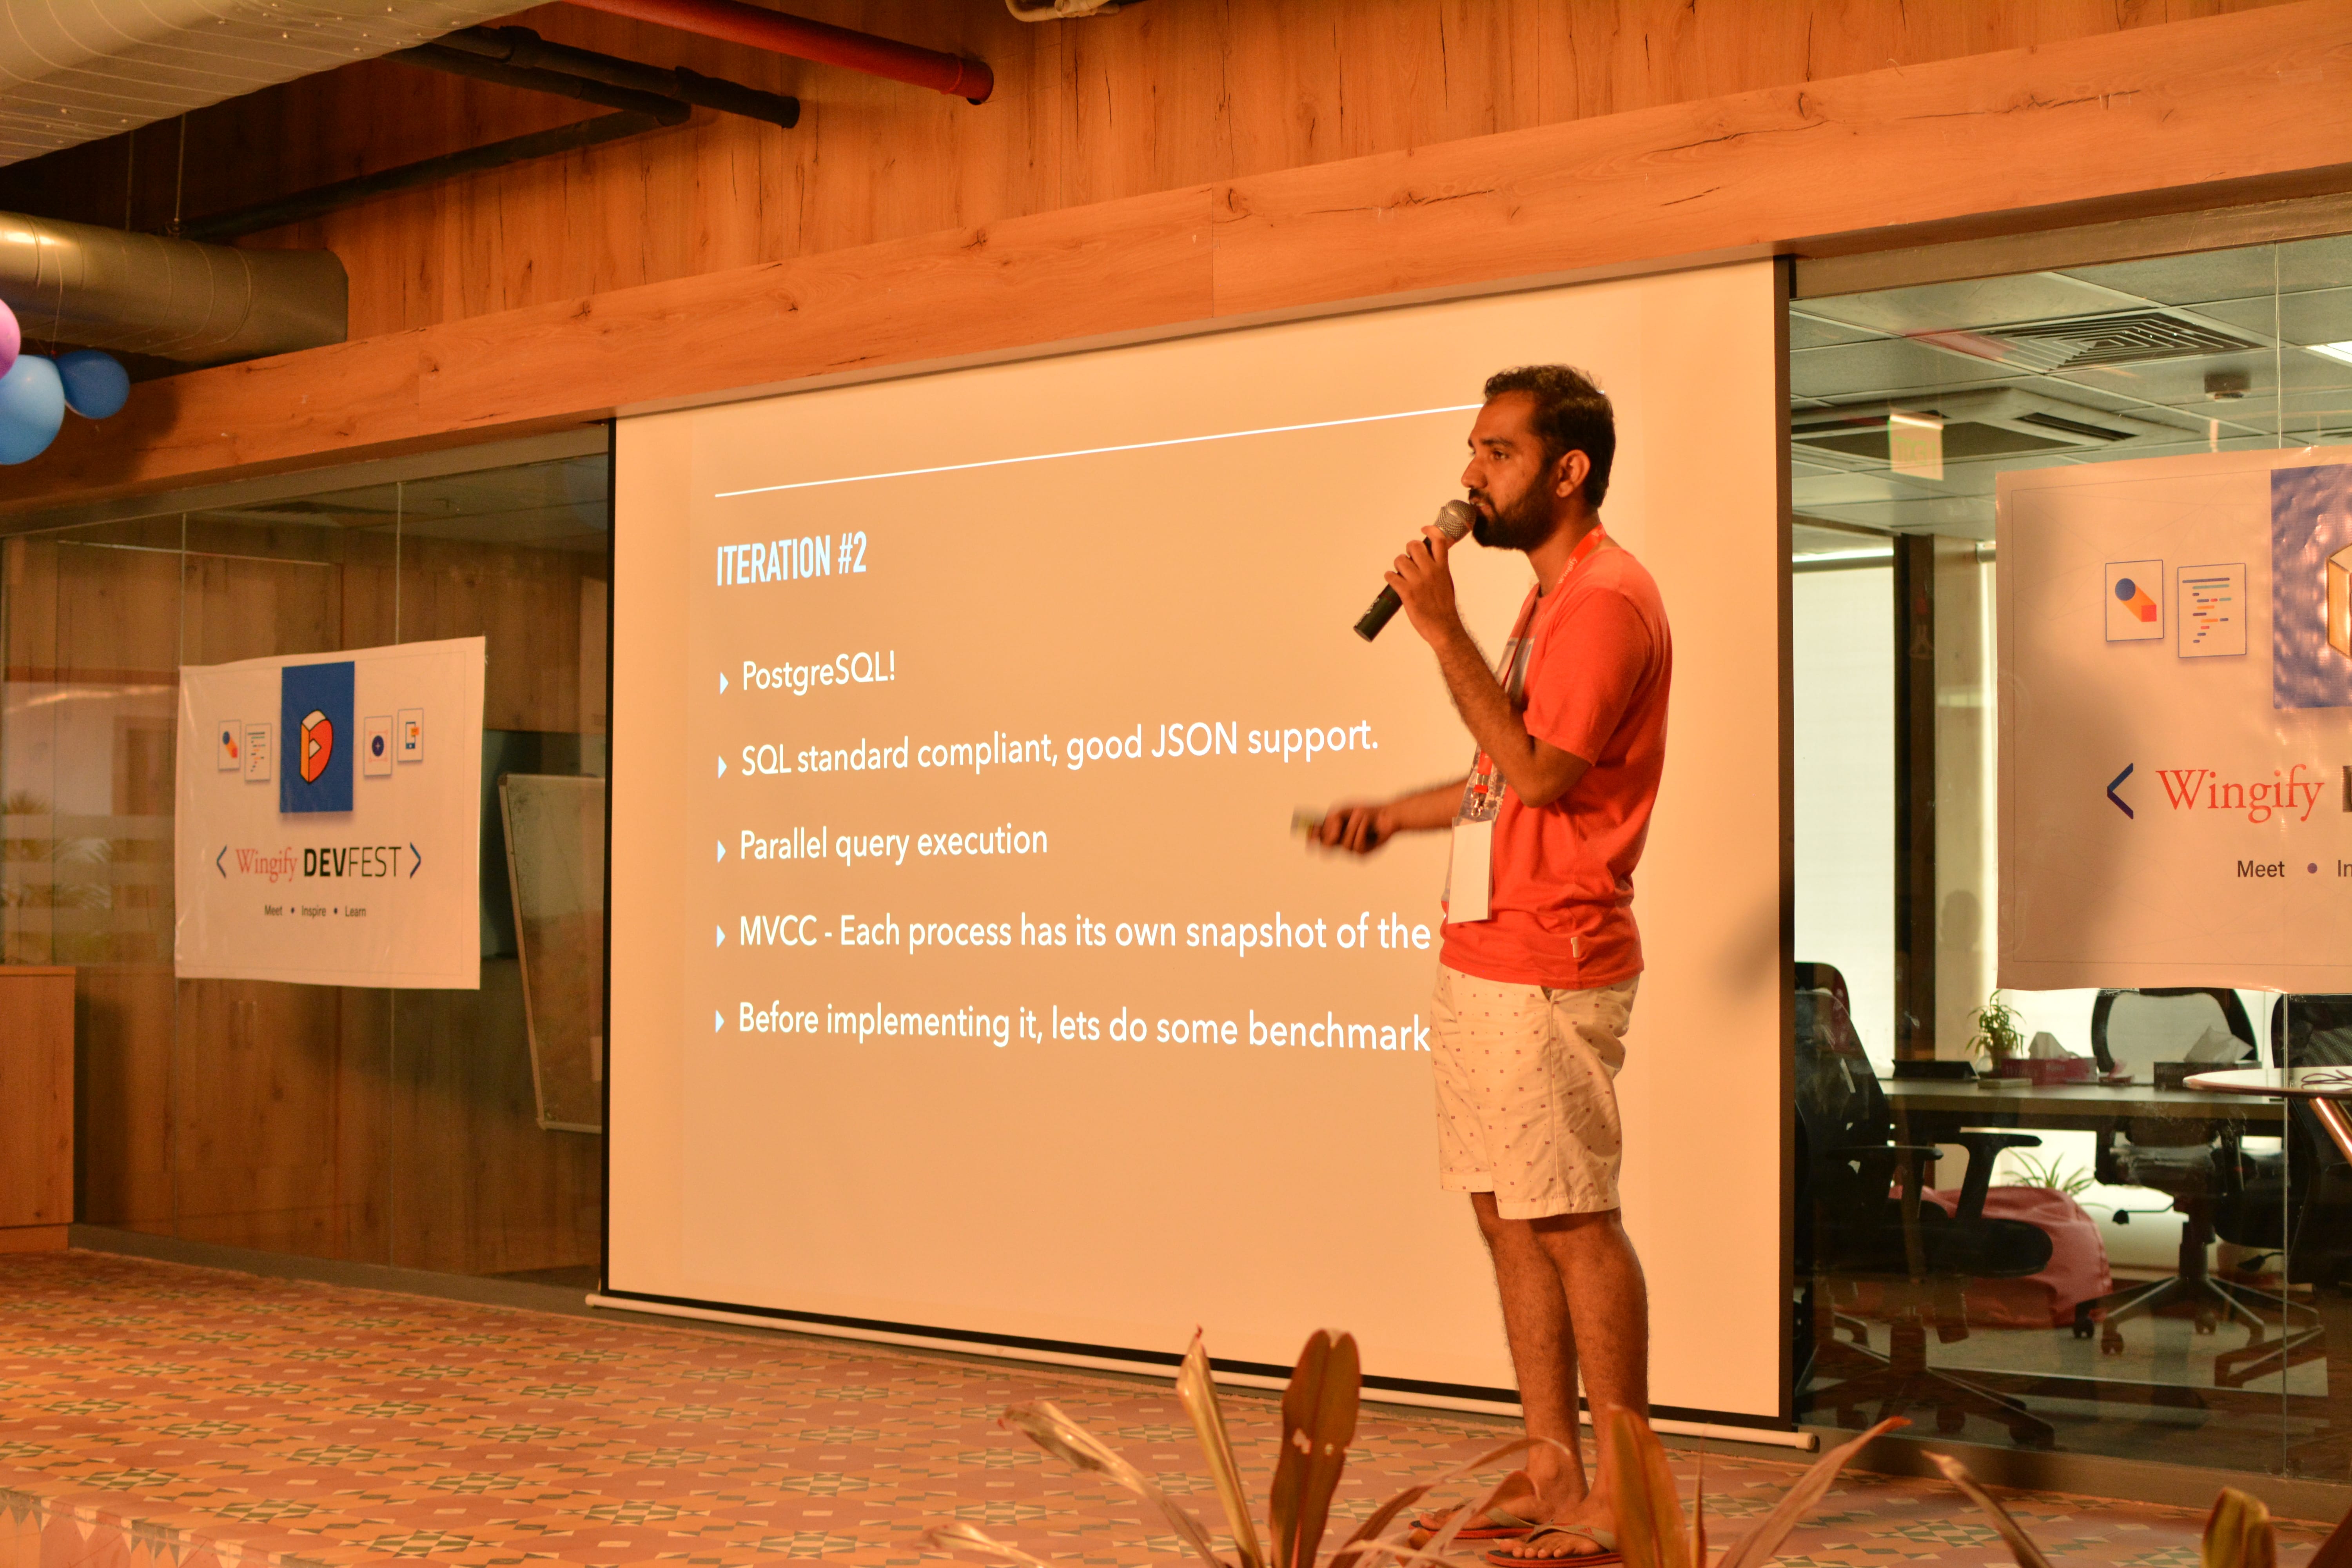 ITERATION #2
PostgreSQL!
SQL standard compliant, good JSON support.
Parallel query execution
MVCC - Each process has its own snapshot of the
Before implementing it, lets do some benchmark
< Wingify DEVFEST >
Meet • Inspire • Learn
< Wingify
Meet •